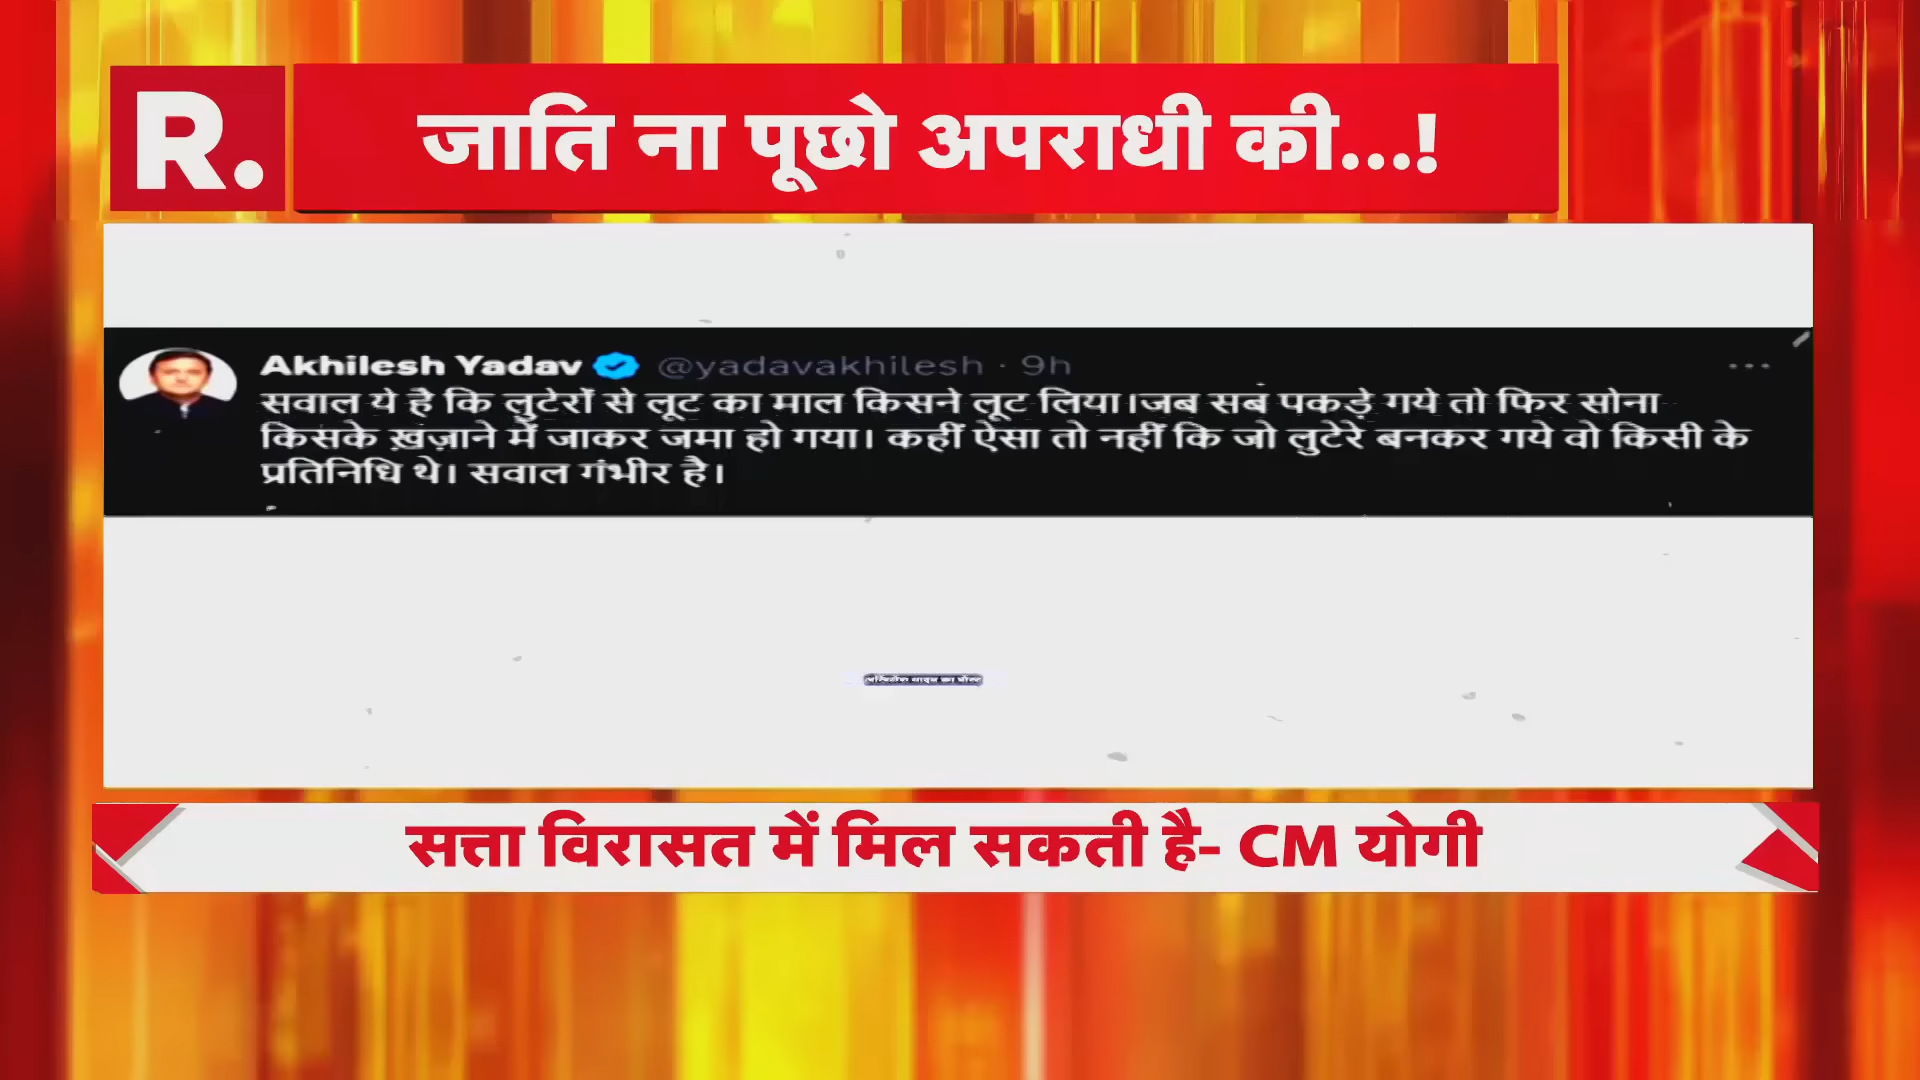 R.
जाति ना पूछो अपराधी की...!
Akhilesh Yadav @yadavakhilesh · 9h
सवाल ये है कि लुटेरों से लूट का माल किसने लूट लिया।जब सब पकड़े गये तो फिर सोना
किसके ख़ज़ाने में जाकर जमा हो गया। कहीं ऐसा तो नहीं कि जो लुटेरे बनकर गये वो किसी के
प्रतिनिधि थे। सवाल गंभीर है।
सत्ता विरासत में मिल सकती है- CM योगी